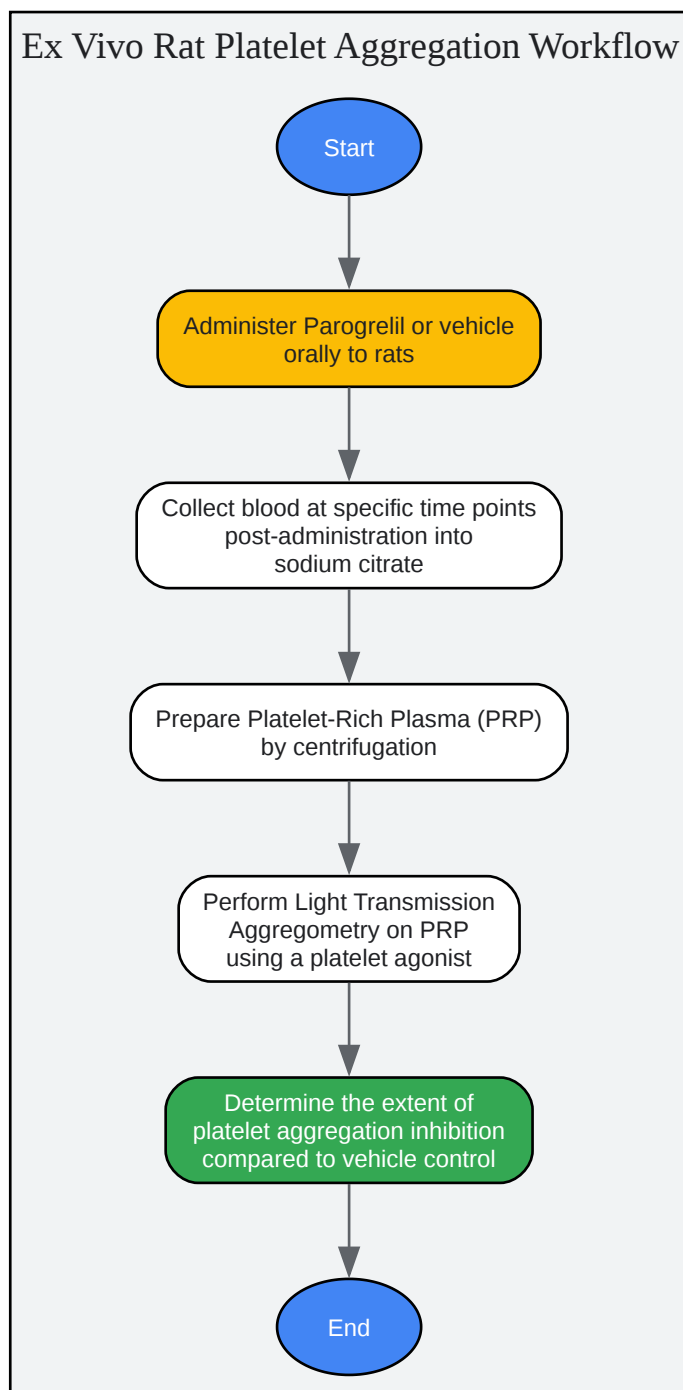 Ex Vivo Rat Platelet Aggregation Workflow
Start
Administer Parogrelil or vehicle
orally to rats
Collect blood at specific time points
post-administration into
sodium citrate
Prepare Platelet-Rich Plasma (PRP)
by centrifugation
Perform Light Transmission
Aggregometry on PRP
using a platelet agonist
Determine the extent of
platelet aggregation inhibition
compared to vehicle control
End